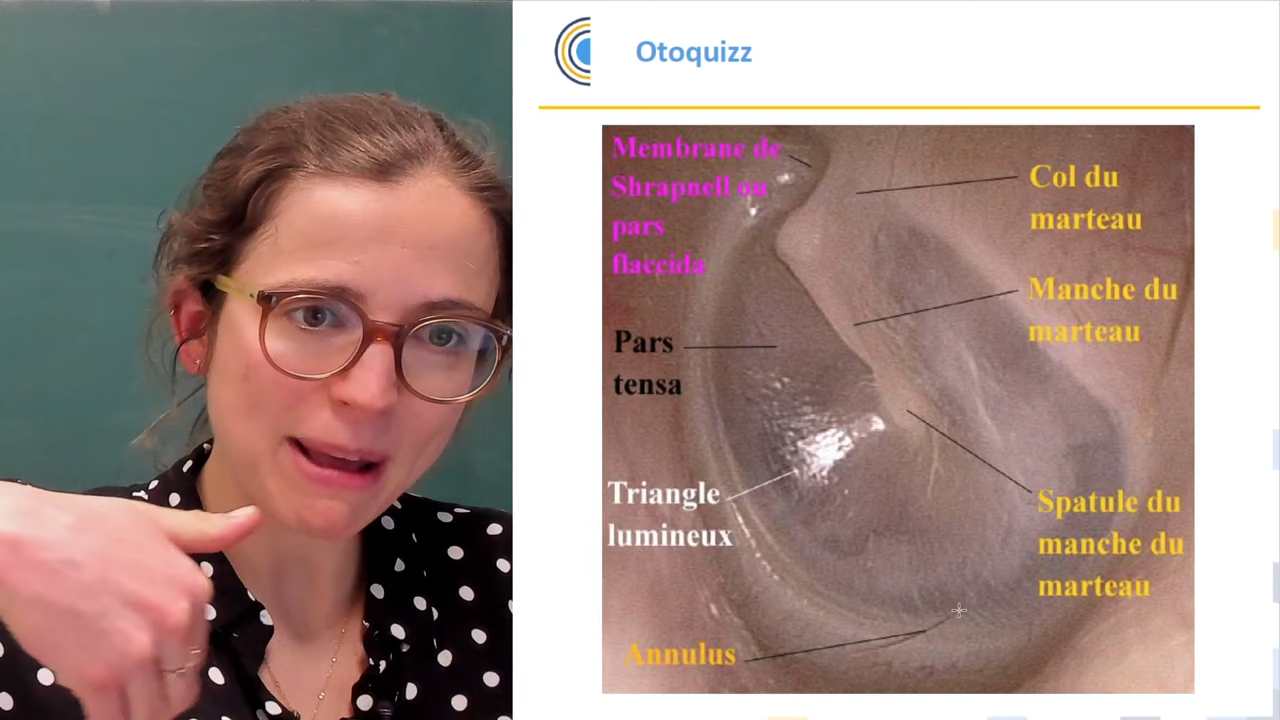 Otoquizz
Membrane de
Shrapnell ou
pars
flaccida
Col du
marteau
Manche du
marteau
Pars
tensa
Triangle
lumineux
Spatule du
manche du
marteau
Annulus